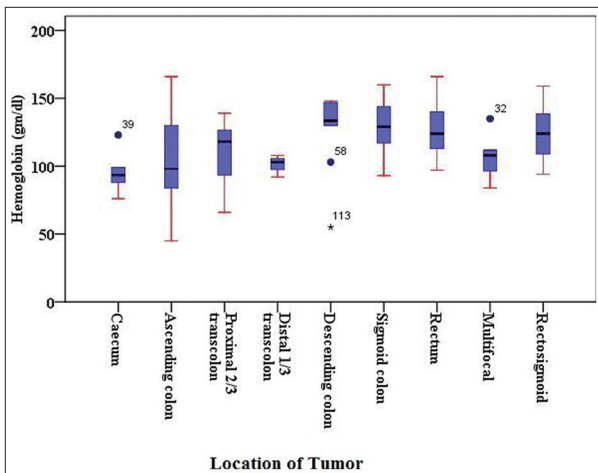 200
150
100
50
0
Hemoglobin (gm/dl)
39
58
113
*
32
Caecum
Ascending colon
Proximal 2/3
transcolon
Distal 1/3
transcolon
Descending colon
Sigmoid colon
Rectum
Multifocal
Rectosigmoid
Location of Tumor